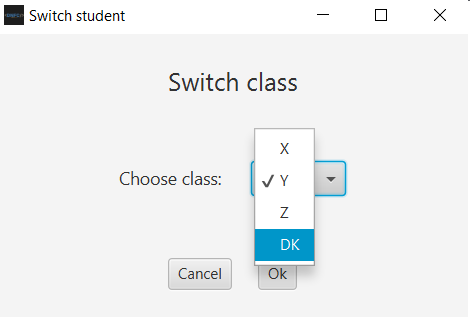 Switch student
Switch class
X
Choose class:
Y
Z
DK
Cancel
Ok